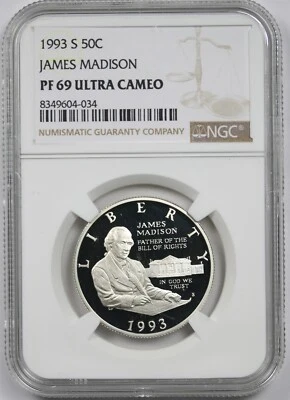 1993 S 50C
JAMES MADISON
PF 69 ULTRA CAMEO
8349604-034
NUMISMATIC GUARANTY COMPANY
NGC
LIBERTY
JAMES
MADISON
FATHER OF THE
BILL OF RIGHTS
IN GOD WE
TRUST
S
1993